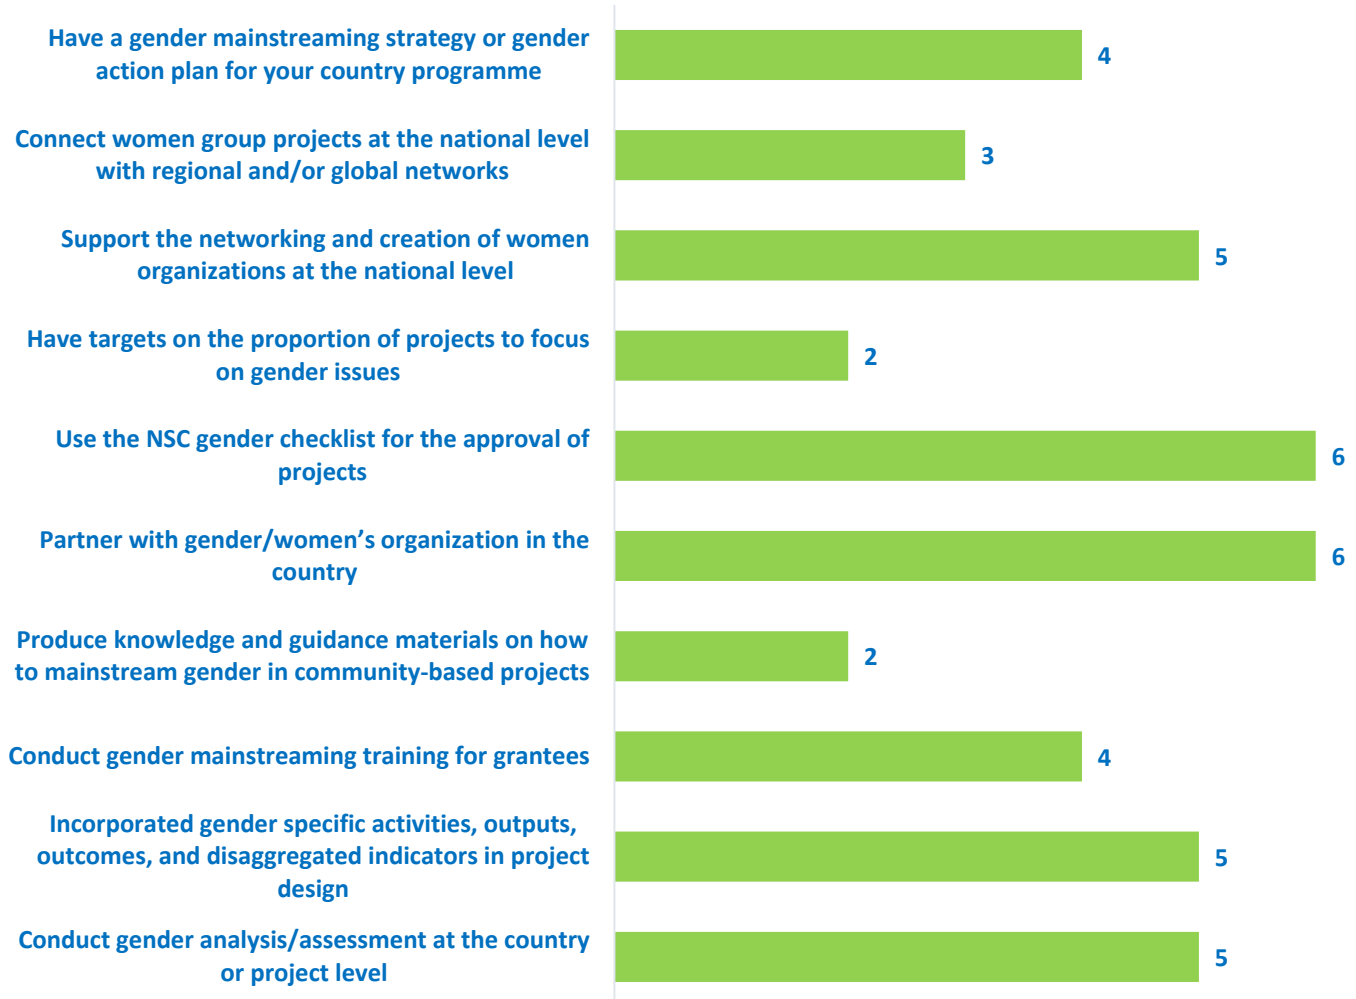 Have a gender mainstreaming strategy or gender
action plan for your country programme
4
Connect women group projects at the national level
with regional and/or global networks
3
Support the networking and creation of women
organizations at the national level
5
Have targets on the proportion of projects to focus
on gender issues
2
Use the NSC gender checklist for the approval of
projects
6
Partner with gender/women’s organization in the
country
6
Produce knowledge and guidance materials on how
to mainstream gender in community-based projects
2
Conduct gender mainstreaming training for grantees
4
Incorporated gender specific activities, outputs,
outcomes, and disaggregated indicators in project
design
5
Conduct gender analysis/assessment at the country
or project level
5